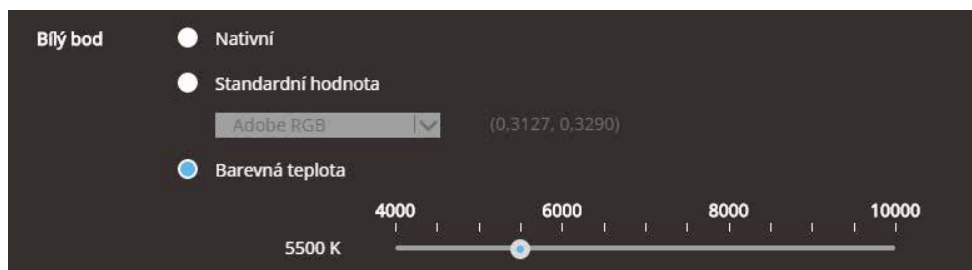 Bílý bod
Nativní
Standardní hodnota
Adobe RGB (0,3127, 0,3290)
Barevná teplota
4000 6000 8000 10000
5500 K